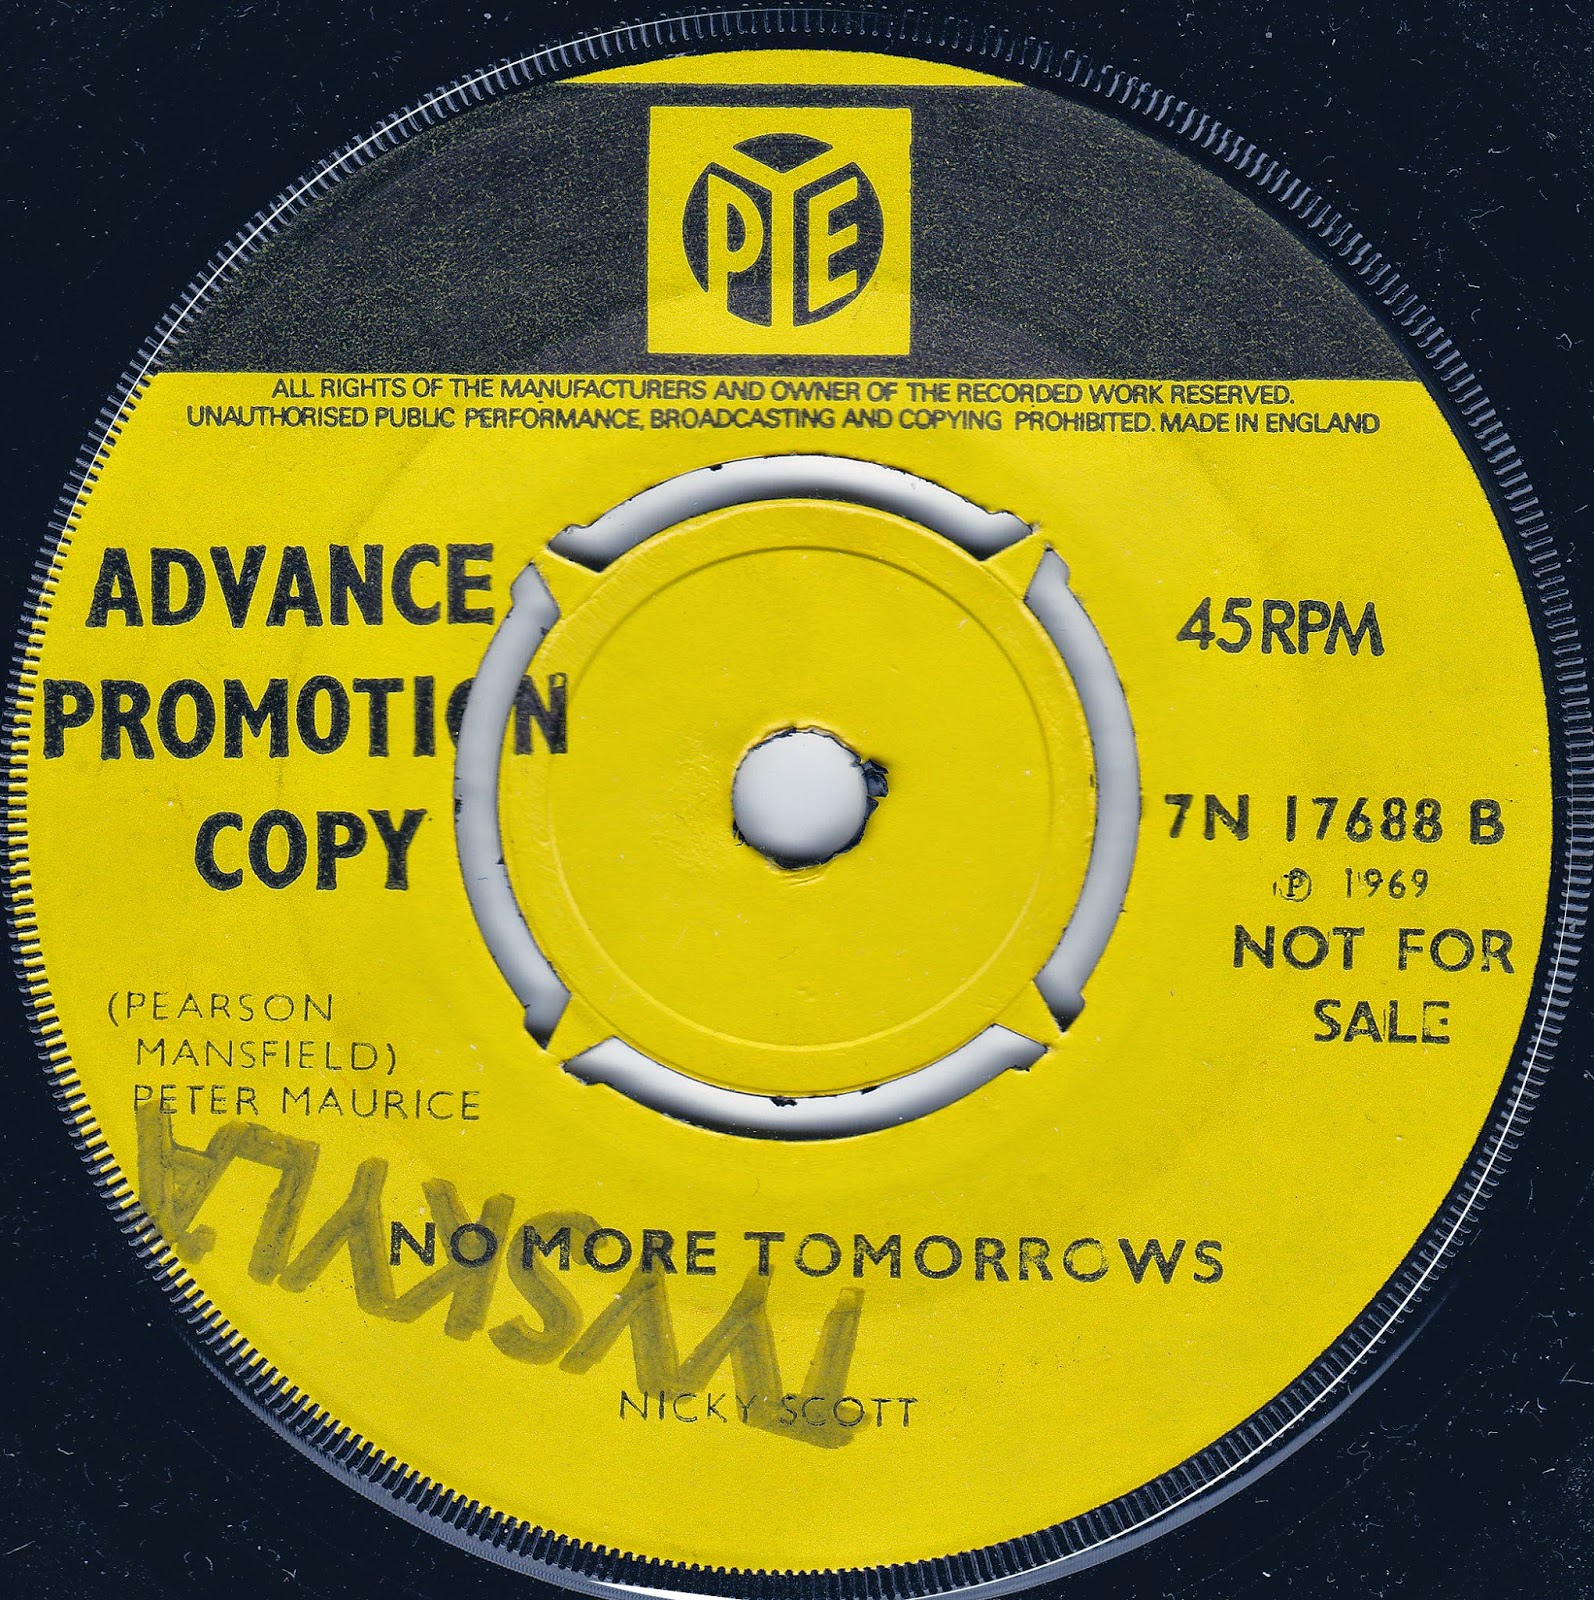 PYE
ALL RIGHTS OF THE MANUFACTURERS AND OWNER OF THE RECORDED WORK RESERVED.
UNAUTHORISED PUBLIC PERFORMANCE, BROADCASTING AND COPYING PROHIBITED. MADE IN ENGLAND
ADVANCE
PROMOTION
COPY
45RPM
7N 17688 B
℗ 1969
NOT FOR
SALE
(PEARSON
MANSFIELD)
PETER MAURICE
NO MORE TOMORROWS
NICKY SCOTT